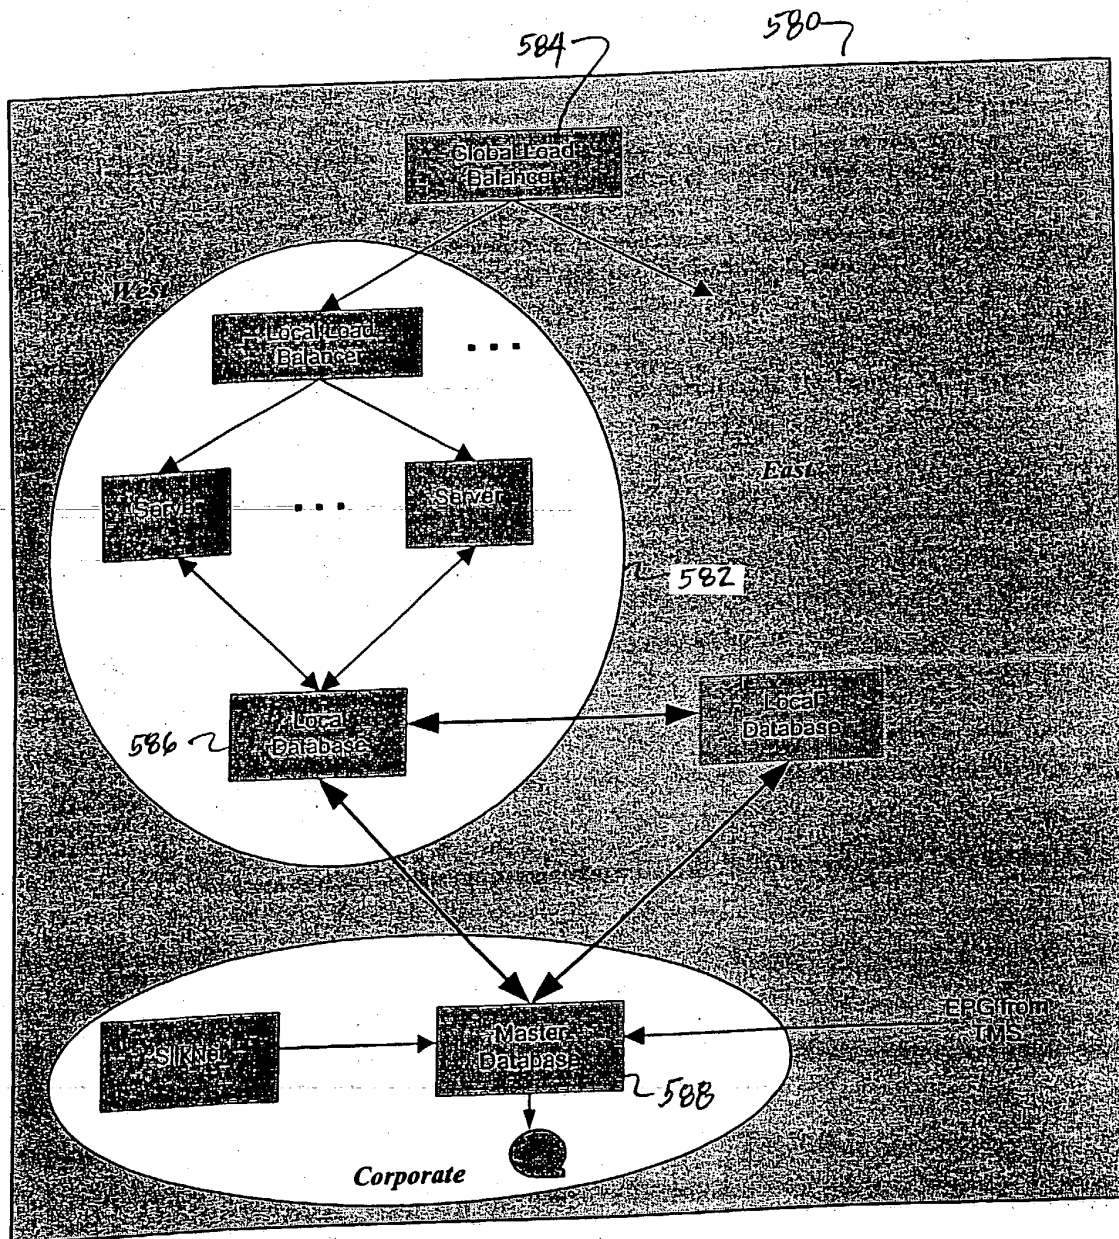 584
580
Global Load
Balancer
West
Local Load
Balancer
• • •
Server
• • •
Server
East
582
Local
Database
586
Local
Database
SilkNet
Master
Database
EPG from
TMS
588
Corporate